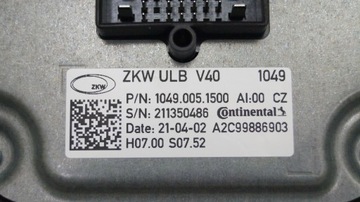 ZKW ULB V40 1049
ZKW
P/N: 1049.005.1500 AI:00 CZ
S/N: 211350486 Continental
Date: 21-04-02 A2C99886903
H07.00 S07.52